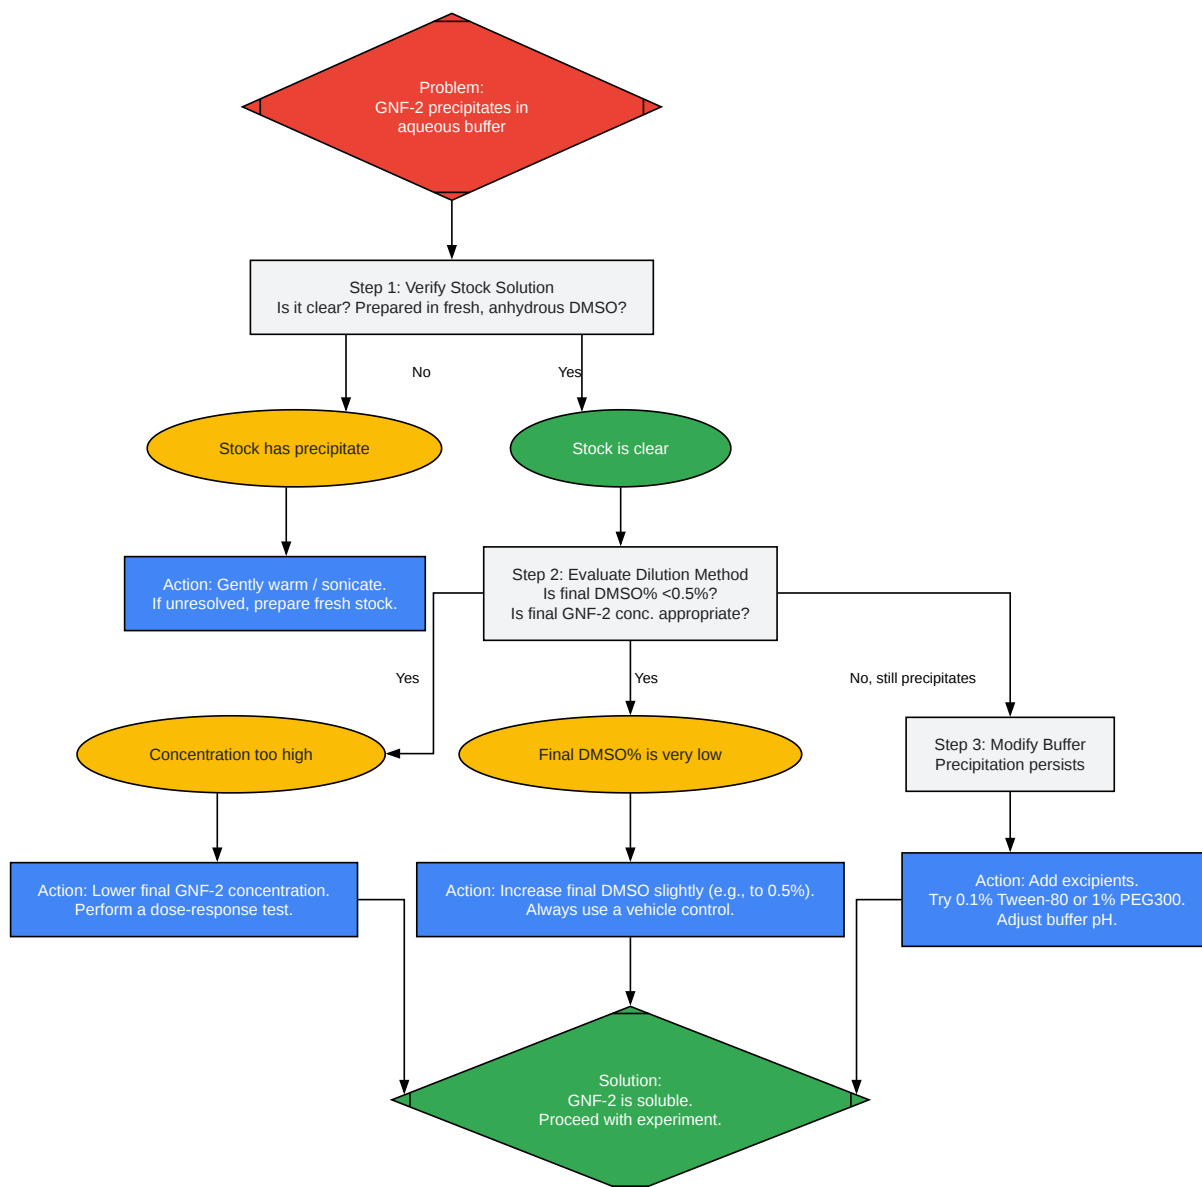 Problem:
GNF-2 precipitates in
aqueous buffer
Step 1: Verify Stock Solution
Is it clear? Prepared in fresh, anhydrous DMSO?
No
Yes
Stock has precipitate
Stock is clear
Action: Gently warm / sonicate.
If unresolved, prepare fresh stock.
Step 2: Evaluate Dilution Method
Is final DMSO% <0.5%?
Is final GNF-2 conc. appropriate?
Yes
Yes
No, still precipitates
Concentration too high
Final DMSO% is very low
Step 3: Modify Buffer
Precipitation persists
Action: Lower final GNF-2 concentration.
Perform a dose-response test.
Action: Increase final DMSO slightly (e.g., to 0.5%).
Always use a vehicle control.
Action: Add excipients.
Try 0.1% Tween-80 or 1% PEG300.
Adjust buffer pH.
Solution:
GNF-2 is soluble.
Proceed with experiment.